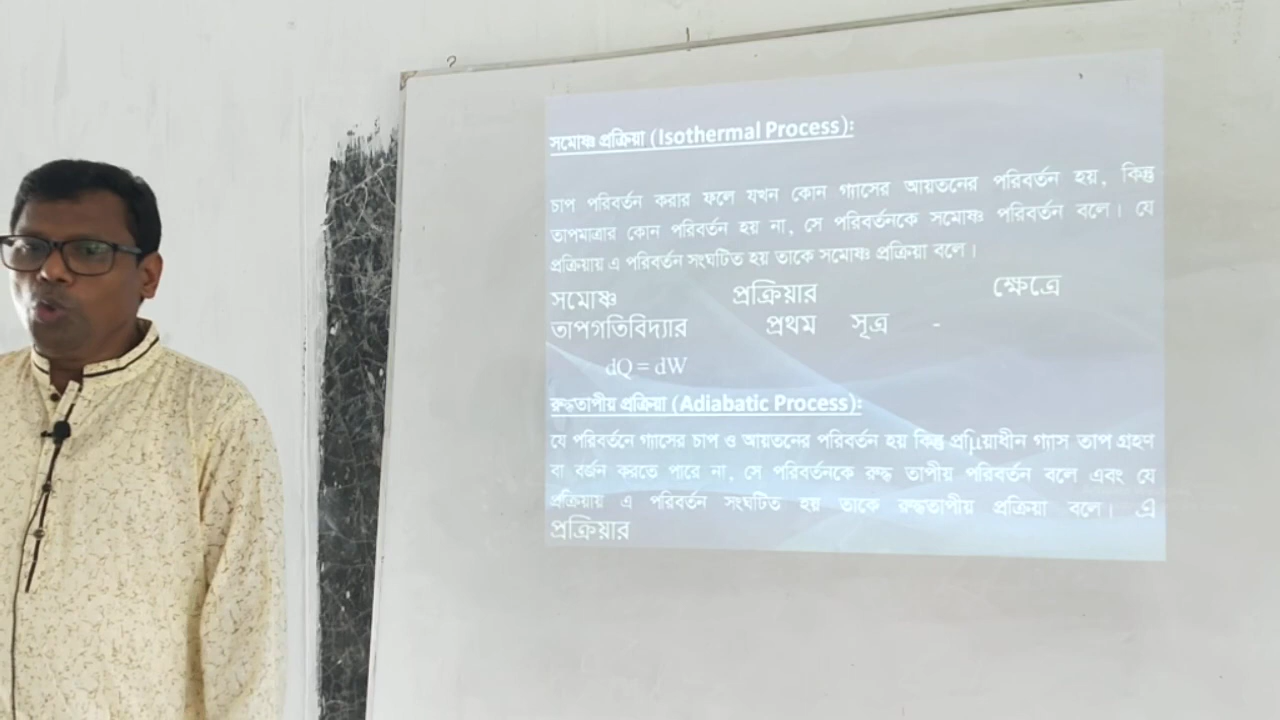 সমোষ্ণ প্রক্রিয়া (Isothermal Process):
চাপ পরিবর্তন করার ফলে যখন কোন গ্যাসের আয়তনের পরিবর্তন হয়, কিন্তু
তাপমাত্রার কোন পরিবর্তন হয় না, সে পরিবর্তনকে সমোষ্ণ পরিবর্তন বলে। যে
প্রক্রিয়ায় এ পরিবর্তন সংঘটিত হয় তাকে সমোষ্ণ প্রক্রিয়া বলে।
সমোষ্ণ প্রক্রিয়ার ক্ষেত্রে
তাপগতিবিদ্যার প্রথম সূত্র -
dQ = dW
রুদ্ধতাপীয় প্রক্রিয়া (Adiabatic Process):
যে পরিবর্তনে গ্যাসের চাপ ও আয়তনের পরিবর্তন হয় কিন্তু প্রμিয়াধীন গ্যাস তাপ গ্রহণ
বা বর্জন করতে পারে না, সে পরিবর্তনকে রুদ্ধ তাপীয় পরিবর্তন বলে এবং যে
প্রক্রিয়ায় এ পরিবর্তন সংঘটিত হয় তাকে রুদ্ধতাপীয় প্রক্রিয়া বলে। এ
প্রক্রিয়ার